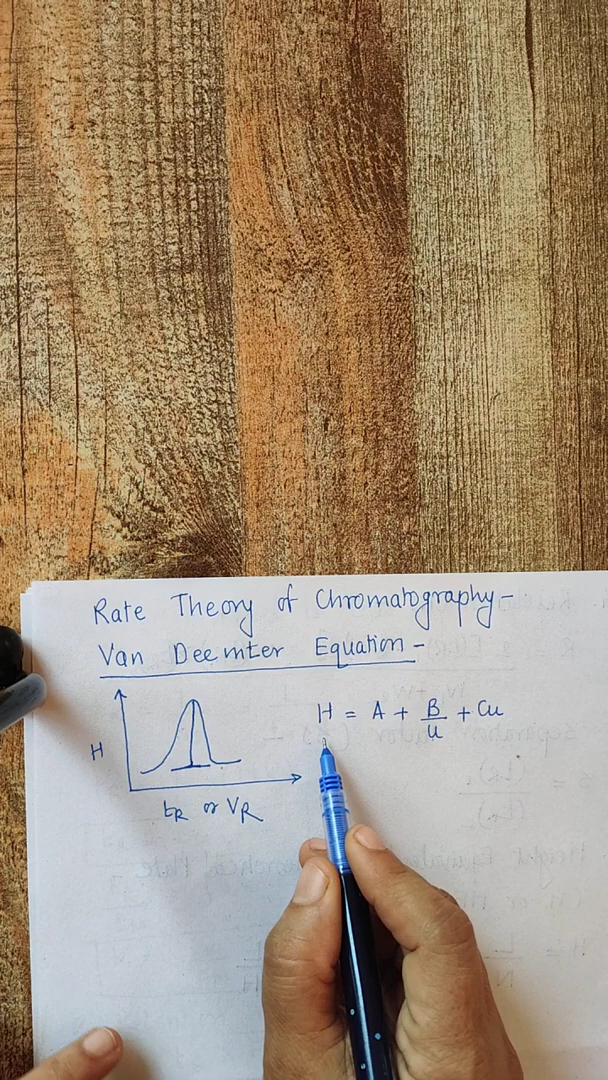 Rate Theory of Chromatography-
Van Deemter Equation-
H = A + B/u + Cu
H
tR or VR